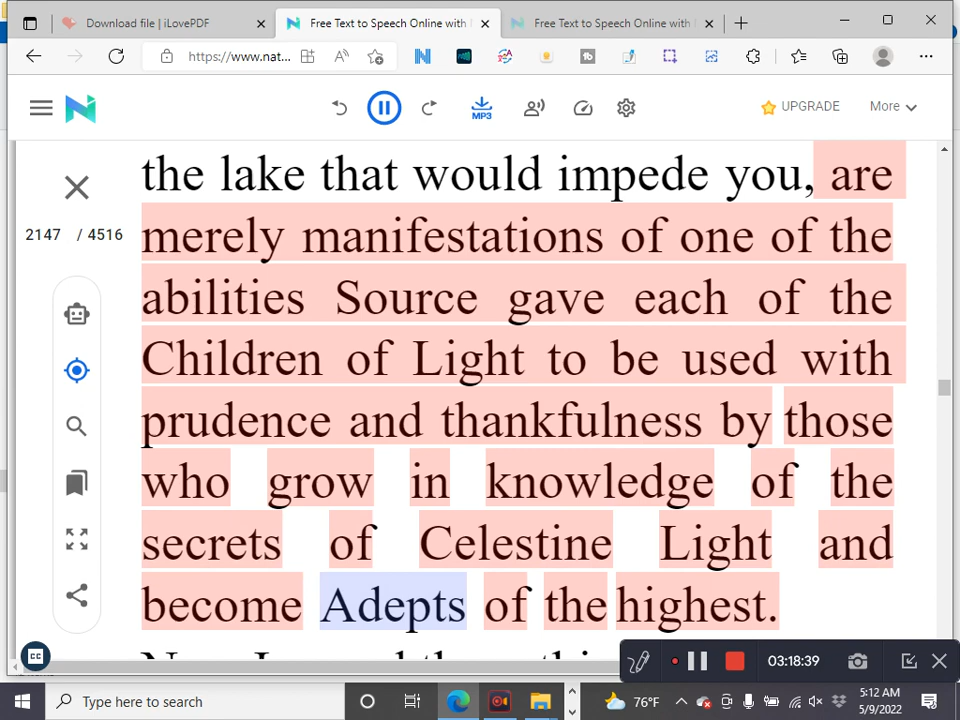 Download file | iLovePDF
Free Text to Speech Online with
Free Text to Speech Online with
https://www.nat...
UPGRADE
More
MP3
2147 / 4516
the lake that would impede you, are
merely manifestations of one of the
abilities Source gave each of the
Children of Light to be used with
prudence and thankfulness by those
who grow in knowledge of the
secrets of Celestine Light and
become Adepts of the highest.
CC
03:18:39
Type here to search
76°F
5:12 AM
5/9/2022